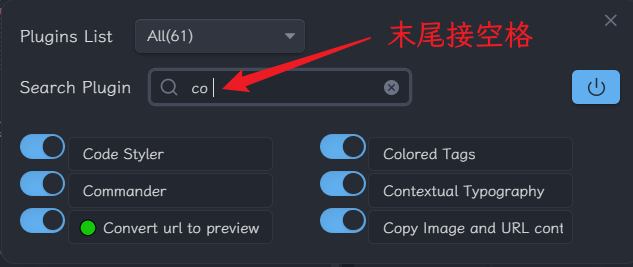 Plugins List
All(61)
末尾接空格
Search Plugin
co
Code Styler
Colored Tags
Commander
Contextual Typography
Convert url to preview
Copy Image and URL cont